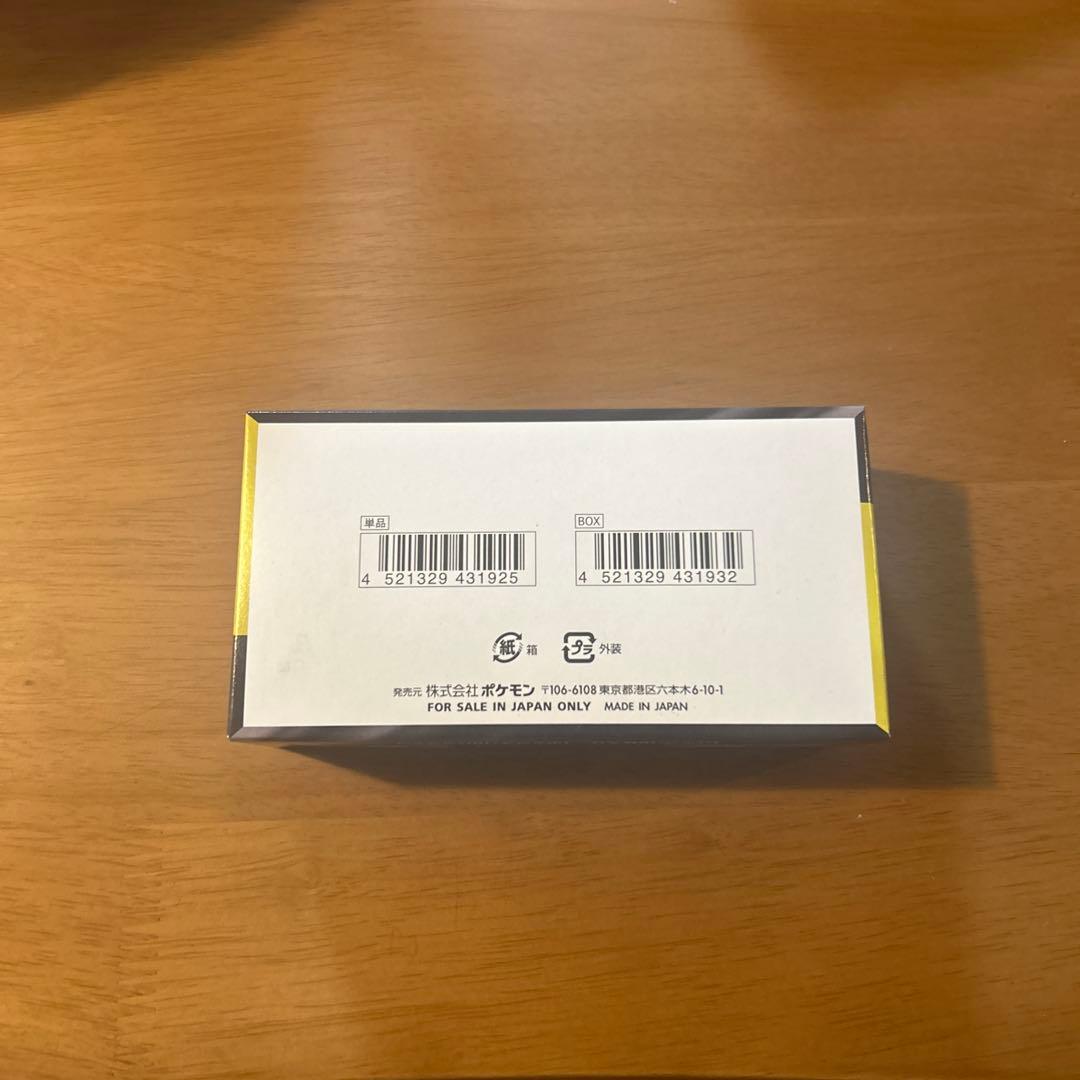 単品
BOX
4 521329 431925
4 521329 431932
紙 箱
プラ 外装
発売元 株式会社ポケモン 〒106-6108 東京都港区六本木6-10-1
FOR SALE IN JAPAN ONLY MADE IN JAPAN